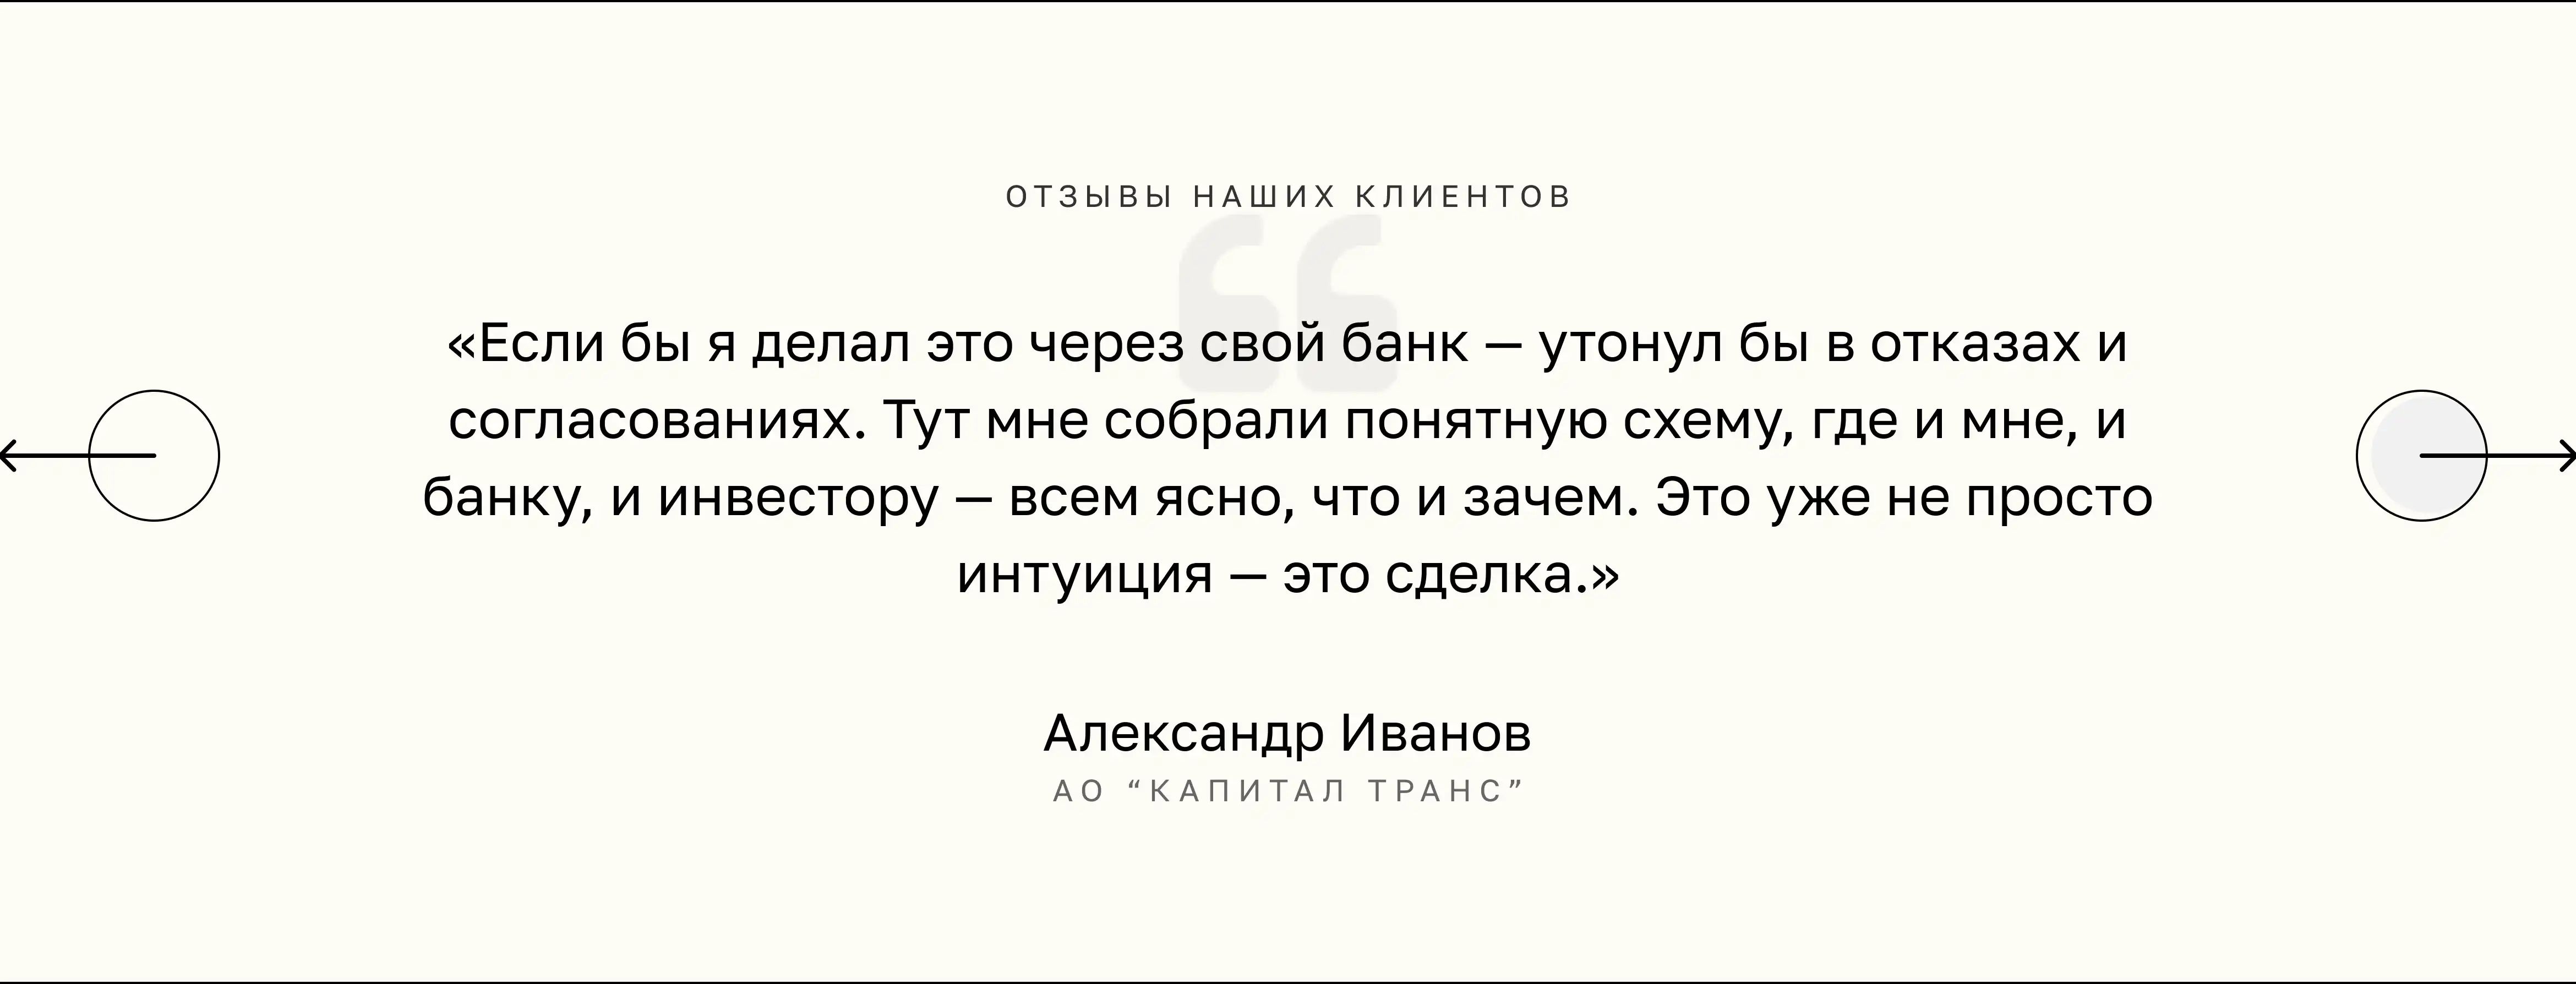 ОТЗЫВЫ НАШИХ КЛИЕНТОВ
«Если бы я делал это через свой банк — утонул бы в отказах и
согласованиях. Тут мне собрали понятную схему, где и мне, и
банку, и инвестору — всем ясно, что и зачем. Это уже не просто
интуиция — это сделка.»
Александр Иванов
АО “КАПИТАЛ ТРАНС”